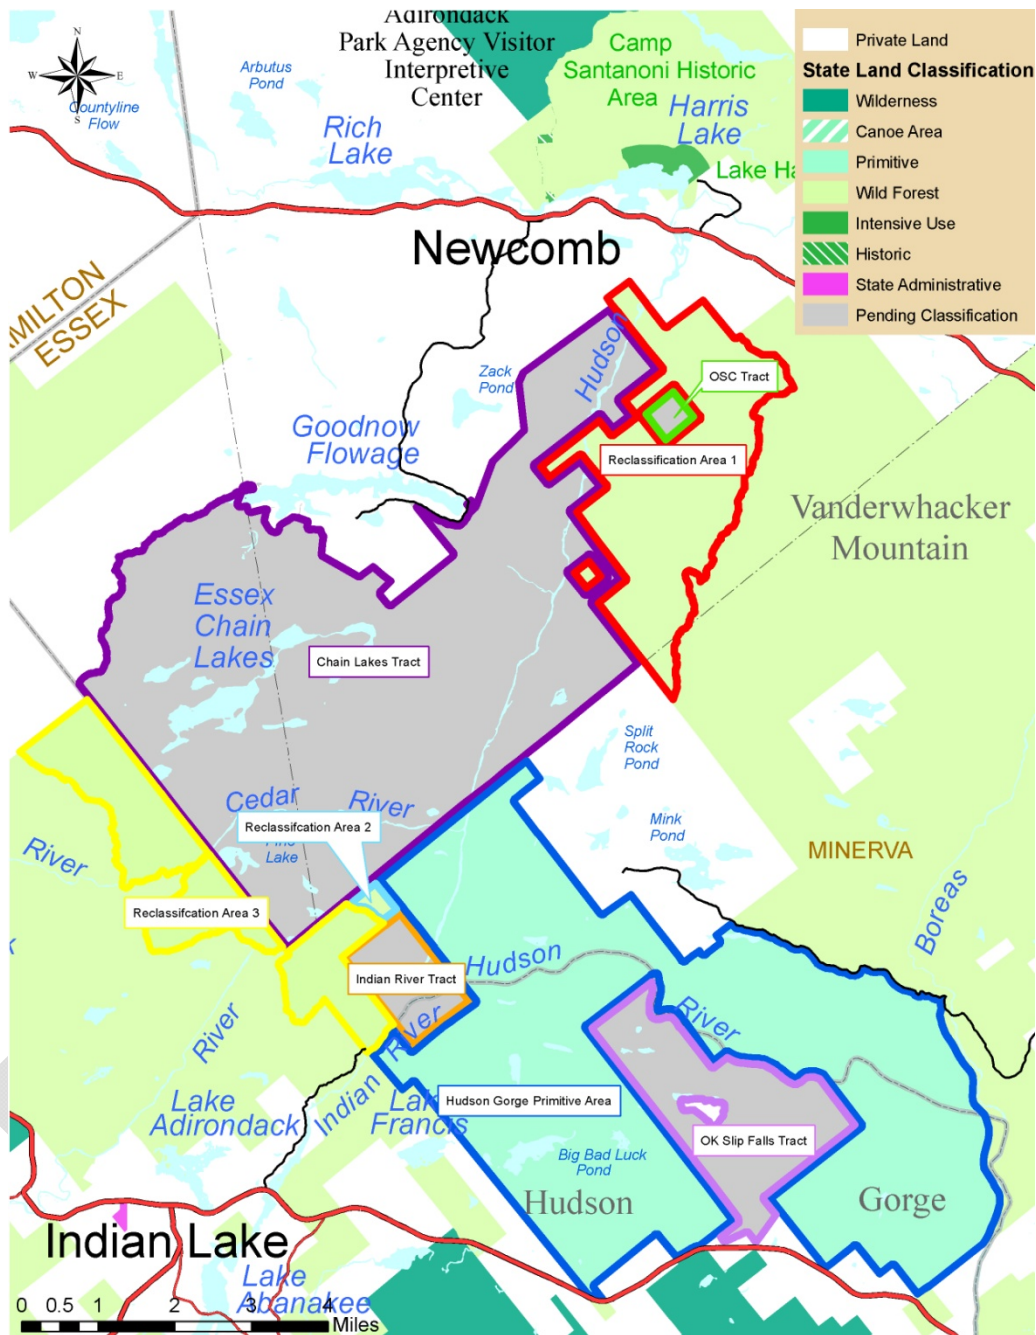 Adirondack
Park Agency Visitor
Interpretive
Center
Camp
Santanoni Historic
Area
Harris
Lake
Private Land
State Land Classification
Wilderness
Canoe Area
Primitive
Wild Forest
Intensive Use
Historic
State Administrative
Pending Classification
N
W
E
S
Arbutus
Pond
Countyline
Flow
Rich
Lake
Lake Ha
Newcomb
MILTON
ESSEX
Zack
Pond
Hudson
OSC Tract
Goodnow
Flowage
Reclassification Area 1
Vanderwhacker
Mountain
Essex
Chain
Lakes
Chain Lakes Tract
Split
Rock
Pond
Cedar
River
Reclassifcation Area 2
Lake
Mink
Pond
MINERVA
River
Reclassifcation Area 3
Boreas
Hudson
Indian River Tract
River
River
River
Indian
Lake
Adirondack
Hudson Gorge Primitive Area
Francis
OK Slip Falls Tract
Big Bad Luck
Pond
Hudson
Gorge
Indian Lake
Lake
Abanakee
0 0.5 1 2 3 4
Miles